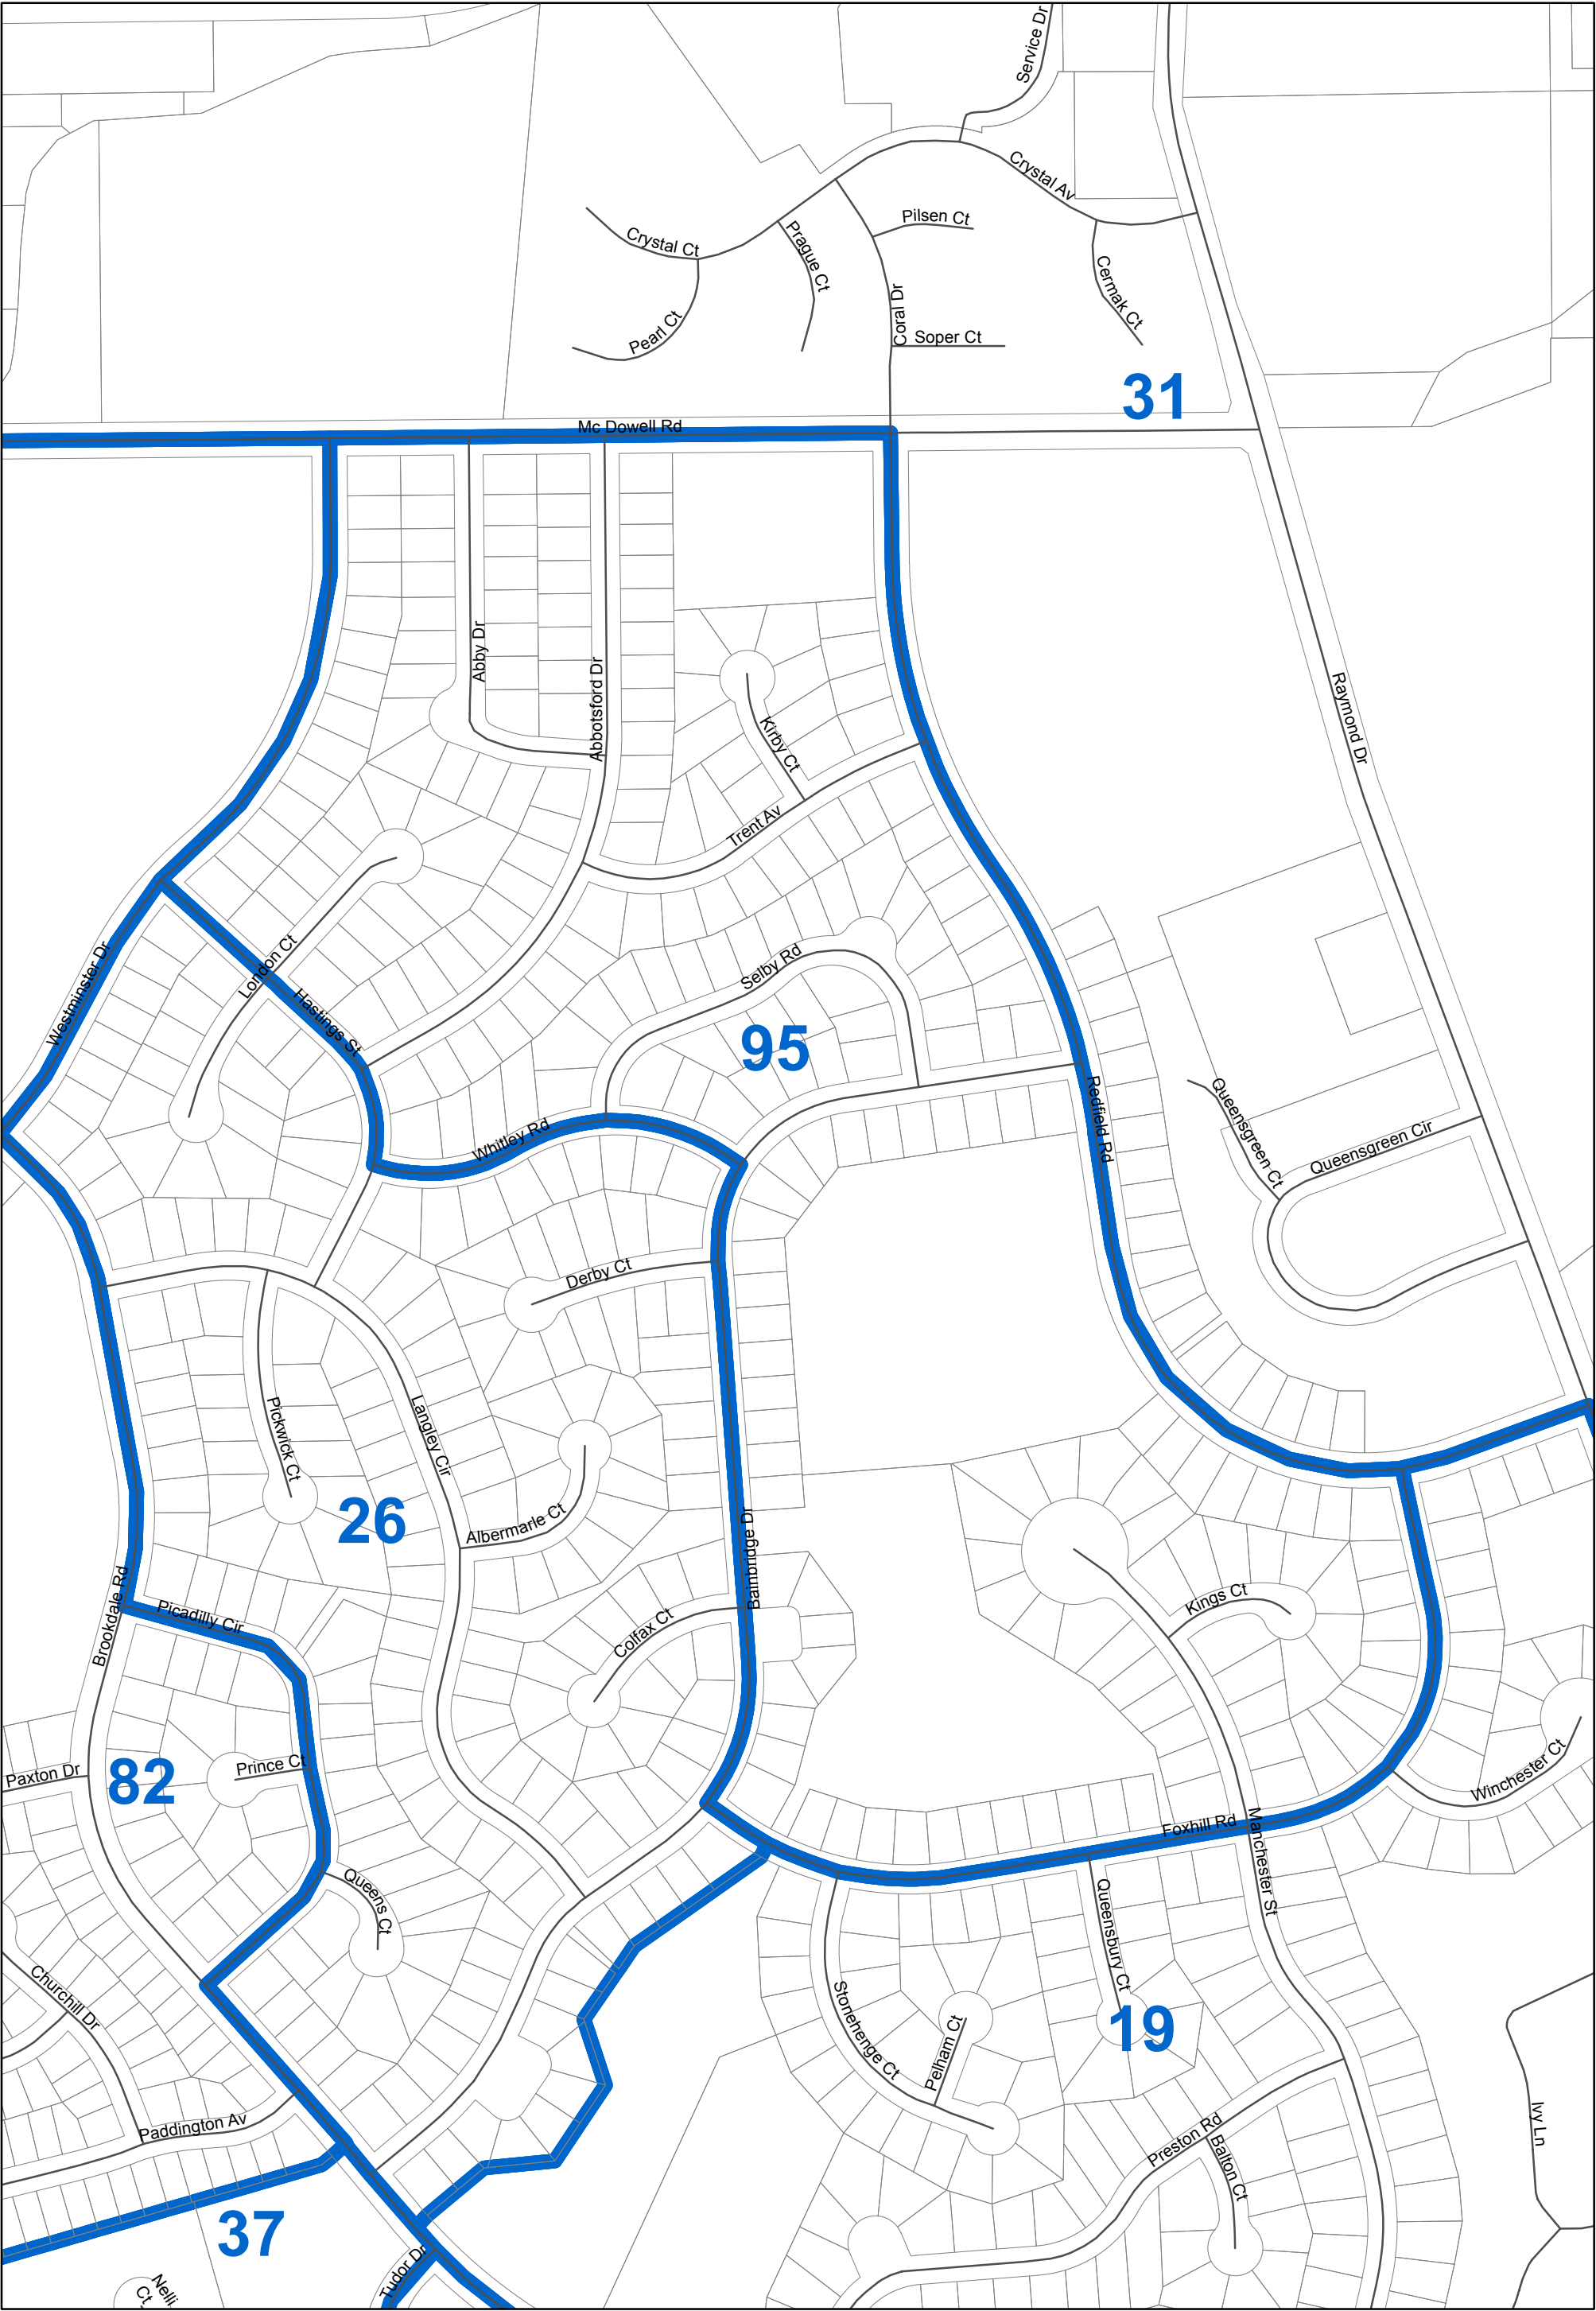 Service Dr
Crystal Av
Pilsen Ct
Crystal Ct
Prague Ct
Cermak Ct
Coral Dr
Pearl Ct
Soper Ct
31
Mc Dowell Rd
Abby Dr
Abbotsford Dr
Raymond Dr
Kirby Ct
Trent Av
Westminster Dr
London Ct
Selby Rd
Hastings St
95
Whitley Rd
Redfield Rd
Queensgreen Ct
Queensgreen Cir
Derby Ct
Pickwick Ct
Langley Cir
26
Albermarle Ct
Bainbridge Dr
Brookdale Rd
Picadilly Cir
Colfax Ct
Kings Ct
Paxton Dr
82
Prince Ct
Winchester Ct
Foxhill Rd
Manchester St
Queens Ct
Queensbury Ct
Churchill Dr
Stonehenge Ct
Pelham Ct
19
Paddington Av
Preston Rd
Balton Ct
Ivy Ln
37
Tudor Dr
Nelli
Ct